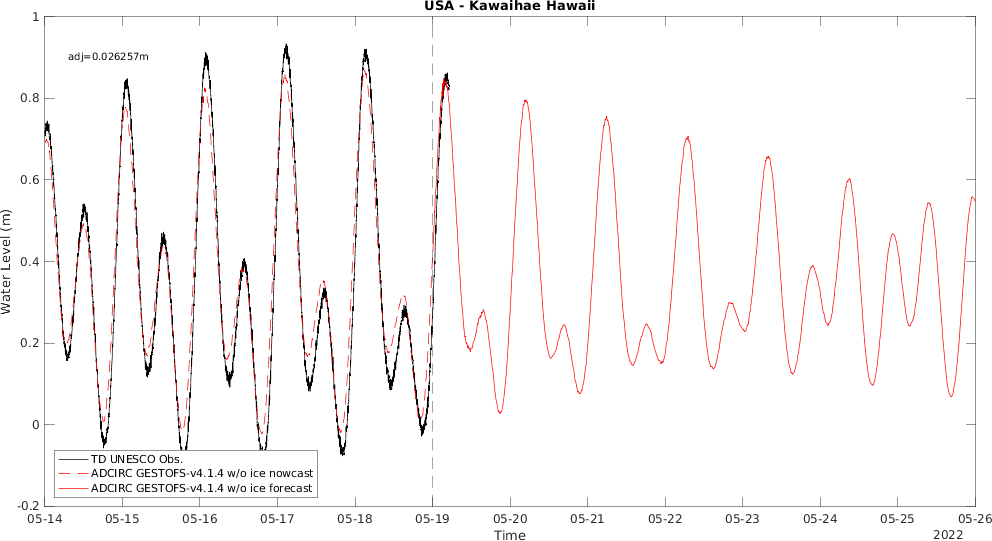 USA - Kawaihae Hawaii
1
adj=0.026257m
0.8
0.6
0.4
0.2
0
-0.2
Water Level (m)
TD UNESCO Obs.
ADCIRC GESTOFS-v4.1.4 w/o ice nowcast
ADCIRC GESTOFS-v4.1.4 w/o ice forecast
05-14 05-15 05-16 05-17 05-18 05-19 05-20 05-21 05-22 05-23 05-24 05-25 05-26
Time
2022